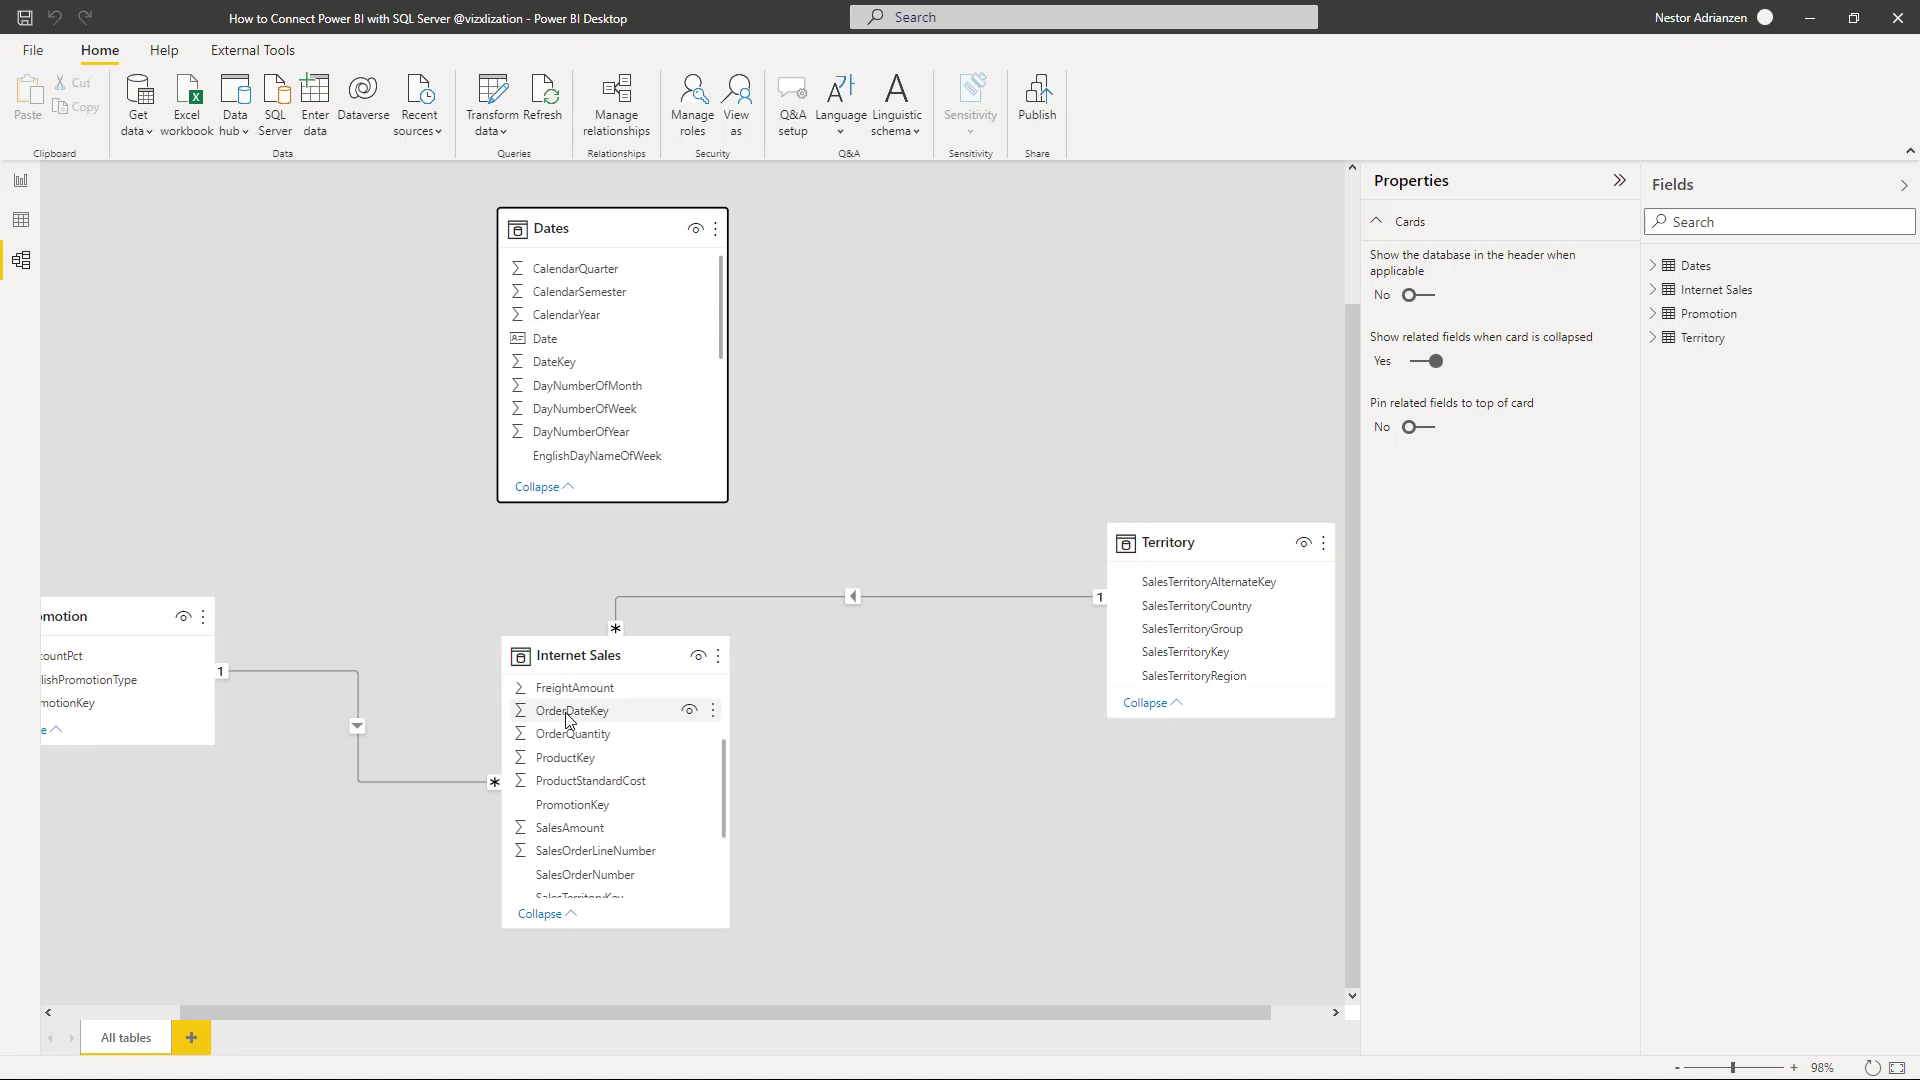 How to Connect Power BI with SQL Server @vizxlization - Power BI Desktop
Search
Nestor Adrianzen
File
Home
Help
External Tools
Paste
Cut
Copy
Clipboard
Get data
Excel workbook
Data hub
SQL Server
Enter data
Dataverse
Recent sources
Data
Transform data
Refresh
Queries
Manage relationships
Relationships
Manage roles
View as
Security
Q&A setup
Language
Linguistic schema
Q&A
Sensitivity
Sensitivity
Publish
Share
Dates
CalendarQuarter
CalendarSemester
CalendarYear
Date
DateKey
DayNumberOfMonth
DayNumberOfWeek
DayNumberOfYear
EnglishDayNameOfWeek
Collapse
Territory
SalesTerritoryAlternateKey
SalesTerritoryCountry
SalesTerritoryGroup
SalesTerritoryKey
SalesTerritoryRegion
Collapse
1
*
omotion
countPct
lishPromotionType
motionKey
e
1
*
Internet Sales
FreightAmount
OrderDateKey
OrderQuantity
ProductKey
ProductStandardCost
PromotionKey
SalesAmount
SalesOrderLineNumber
SalesOrderNumber
SalesTerritoryKey
Collapse
Properties
Cards
Show the database in the header when
applicable
No
Show related fields when card is collapsed
Yes
Pin related fields to top of card
No
Fields
Search
Dates
Internet Sales
Promotion
Territory
All tables
+
- + 98%